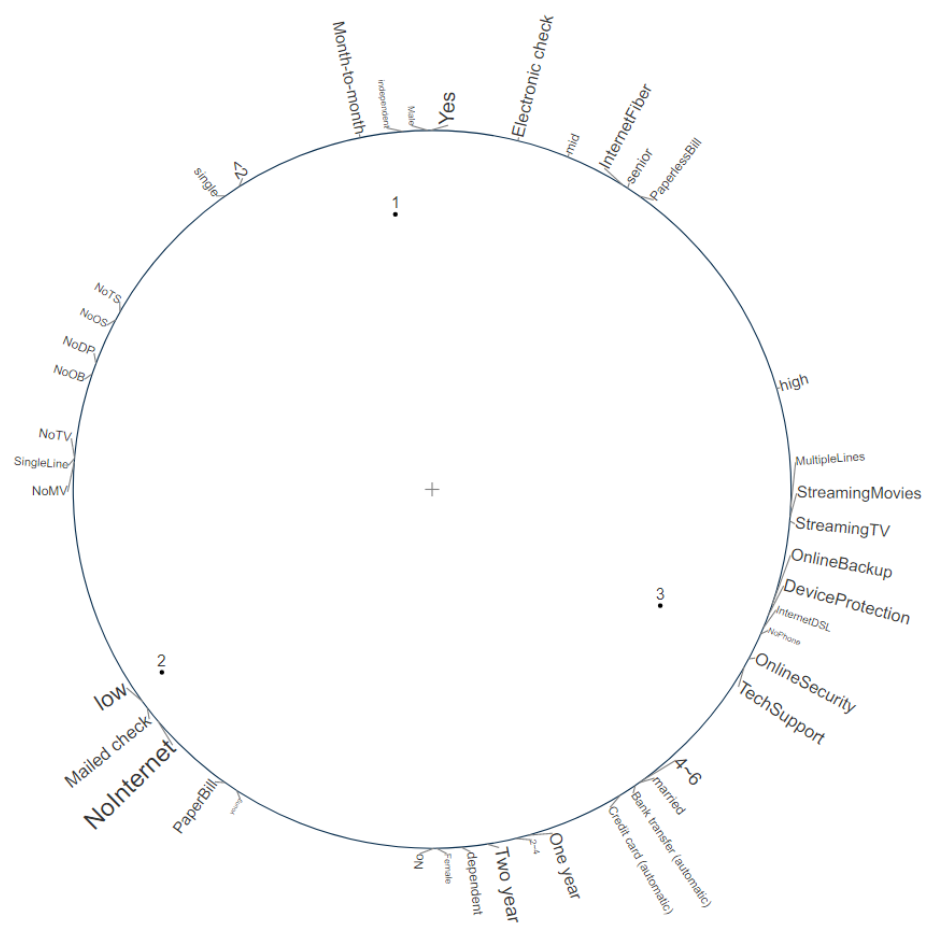 Month-to-month
independent
Male
Yes
Electronic check
mid
InternetFiber
senior
PaperlessBill
high
MultipleLines
StreamingMovies
StreamingTV
OnlineBackup
DeviceProtection
InternetDSL
NoPhone
OnlineSecurity
TechSupport
4~6
married
Bank transfer (automatic)
Credit card (automatic)
One year
2~4
Two year
dependent
Female
No
young
PaperBill
NoInternet
Mailed check
low
NoMV
SingleLine
NoTV
NoOB
NoDP
NoOS
NoTS
single
<2
1
2
3